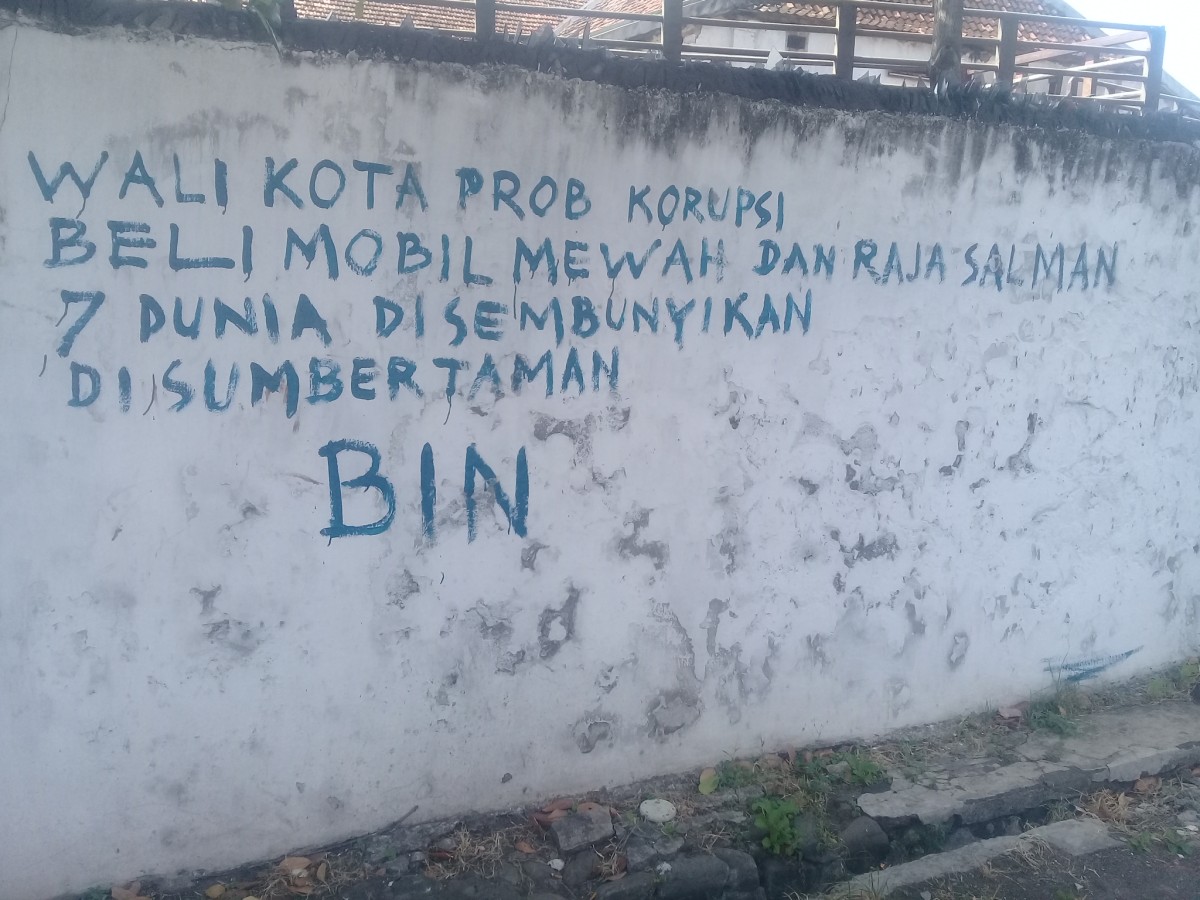 WALI KOTA PROB KORUPSI
BELI MOBIL MEWAH DAN RAJA SALMAN
7 DUNIA DISEMBUNYIKAN
DI SUMBERTAMAN
BIN